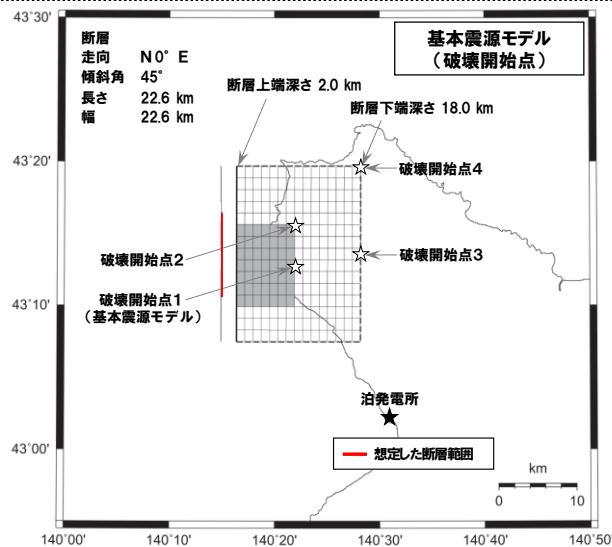 基本震源モデル
（破壊開始点）
断層
走向 N0°E
傾斜角 45°
長さ 22.6 km
幅 22.6 km
断層上端深さ 2.0 km
断層下端深さ 18.0 km
破壊開始点4
破壊開始点2
破壊開始点3
破壊開始点1
(基本震源モデル)
泊発電所
想定した断層範囲
km
0 10
43°30'
43°20'
43°10'
43°00'
140°00' 140°10' 140°20' 140°30' 140°40' 140°50'